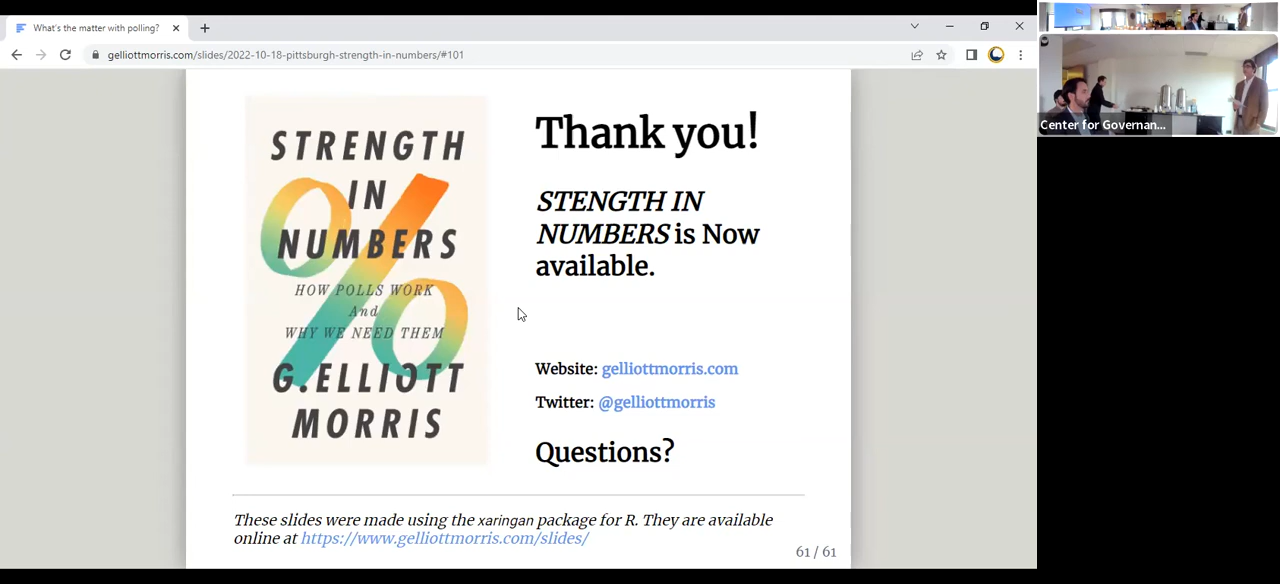 What's the matter with polling?
gelliottmorris.com/slides/2022-10-18-pittsburgh-strength-in-numbers/#101
STRENGTH
IN
NUMBERS
HOW POLLS WORK
And
WHY WE NEED THEM
G. ELLIOTT
MORRIS
Thank you!
STENGTH IN
NUMBERS is Now
available.
Website: gelliottmorris.com
Twitter: @gelliottmorris
Questions?
These slides were made using the xaringan package for R. They are available
online at https://www.gelliottmorris.com/slides/
61 / 61
Center for Governan...